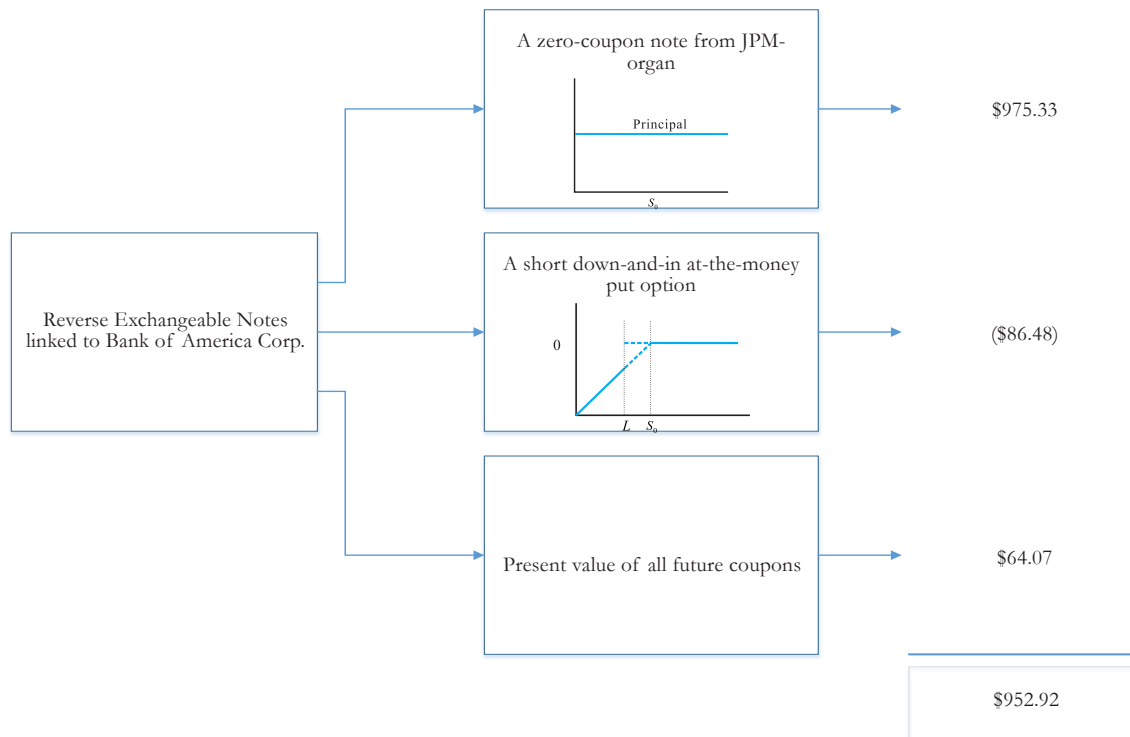 A zero-coupon note from JPM-
organ
Principal
S₀
$975.33
Reverse Exchangeable Notes
linked to Bank of America Corp.
A short down-and-in at-the-money
put option
0
L S₀
($86.48)
Present value of all future coupons
$64.07
$952.92